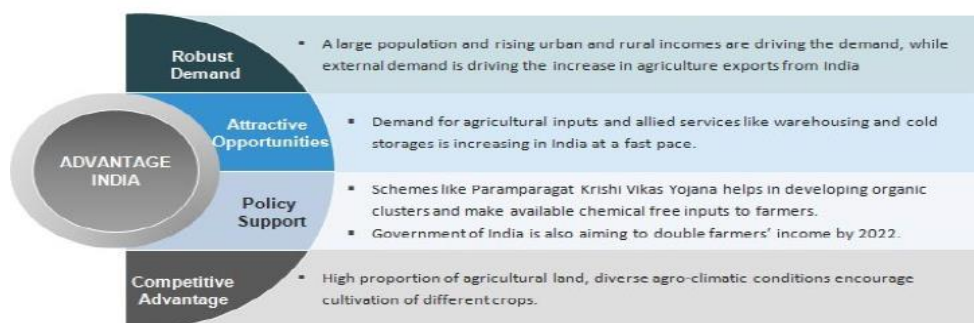 ADVANTAGE
INDIA
Robust
Demand
▪ A large population and rising urban and rural incomes are driving the demand, while
external demand is driving the increase in agriculture exports from India
Attractive
Opportunities
▪ Demand for agricultural inputs and allied services like warehousing and cold
storages is increasing in India at a fast pace.
Policy
Support
▪ Schemes like Paramparagat Krishi Vikas Yojana helps in developing organic
clusters and make available chemical free inputs to farmers.
▪ Government of India is also aiming to double farmers' income by 2022.
Competitive
Advantage
▪ High proportion of agricultural land, diverse agro-climatic conditions encourage
cultivation of different crops.